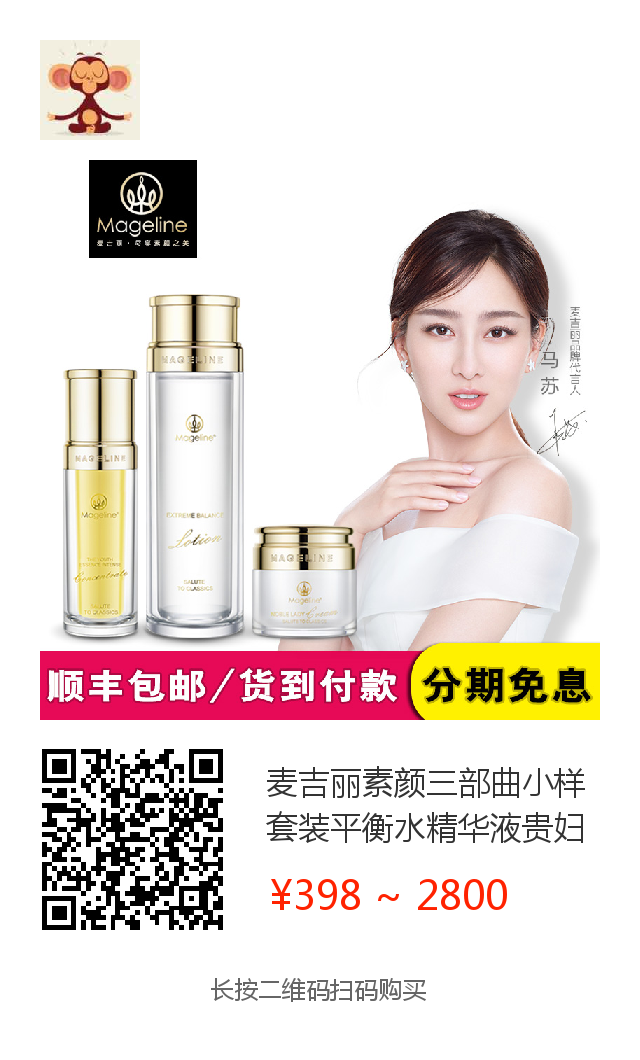 Mageline
麦吉丽·尽享素颜之美
麦吉丽品牌代言人
马苏
MAGELINE
Mageline
EXTREME BALANCE
Lotion
SALUTE
TO CLASSICS
MAGELINE
Mageline
Concentrate
SALUTE
TO CLASSICS
MAGELINE
Mageline
顺丰包邮/货到付款
分期免息
麦吉丽素颜三部曲小样
套装平衡水精华液贵妇
¥398 ~ 2800
长按二维码扫码购买